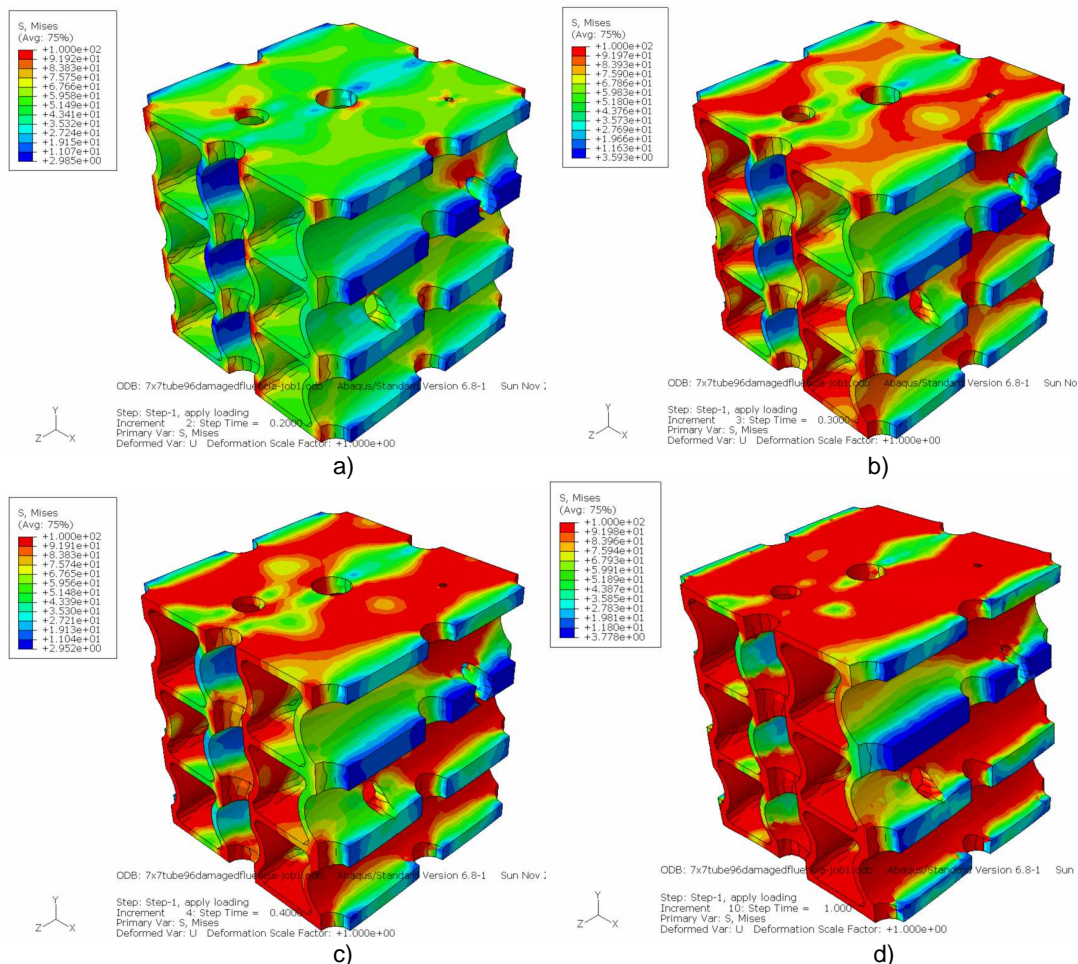 S, Mises
(Avg: 75%)
+1.000e+02
+9.192e+01
+8.383e+01
+7.575e+01
+6.766e+01
+5.958e+01
+5.149e+01
+4.341e+01
+3.532e+01
+2.724e+01
+1.915e+01
+1.107e+01
+2.985e+00
ODB: 7x7tube96damagedfluencia-job1.odb Abaqus/Standard Version 6.8-1 Sun Nov 2
Step: Step-1, apply loading
Increment 2: Step Time = 0.2000
Primary Var: S, Mises
Deformed Var: U Deformation Scale Factor: +1.000e+00
Y
Z
X
a)
S, Mises
(Avg: 75%)
+1.000e+02
+9.197e+01
+8.393e+01
+7.590e+01
+6.786e+01
+5.983e+01
+5.180e+01
+4.376e+01
+3.573e+01
+2.769e+01
+1.966e+01
+1.163e+01
+3.593e+00
ODB: 7x7tube96damagedfluencia-job1.odb Abaqus/Standard Version 6.8-1 Sun No
Step: Step-1, apply loading
Increment 3: Step Time = 0.3000
Primary Var: S, Mises
Deformed Var: U Deformation Scale Factor: +1.000e+00
Y
Z
X
b)
S, Mises
(Avg: 75%)
+1.000e+02
+9.191e+01
+8.383e+01
+7.574e+01
+6.765e+01
+5.956e+01
+5.148e+01
+4.339e+01
+3.530e+01
+2.721e+01
+1.913e+01
+1.104e+01
+2.952e+00
ODB: 7x7tube96damagedfluencia-job1.odb Abaqus/Standard Version 6.8-1 Sun Nov 2
Step: Step-1, apply loading
Increment 4: Step Time = 0.4000
Primary Var: S, Mises
Deformed Var: U Deformation Scale Factor: +1.000e+00
Y
Z
X
c)
S, Mises
(Avg: 75%)
+1.000e+02
+9.198e+01
+8.396e+01
+7.594e+01
+6.793e+01
+5.991e+01
+5.189e+01
+4.387e+01
+3.585e+01
+2.783e+01
+1.981e+01
+1.180e+01
+3.778e+00
ODB: 7x7tube96damagedfluencia-job1.odb Abaqus/Standard Version 6.8-1 Sun
Step: Step-1, apply loading
Increment 10: Step Time = 1.000
Primary Var: S, Mises
Deformed Var: U Deformation Scale Factor: +1.000e+00
Y
Z
X
d)